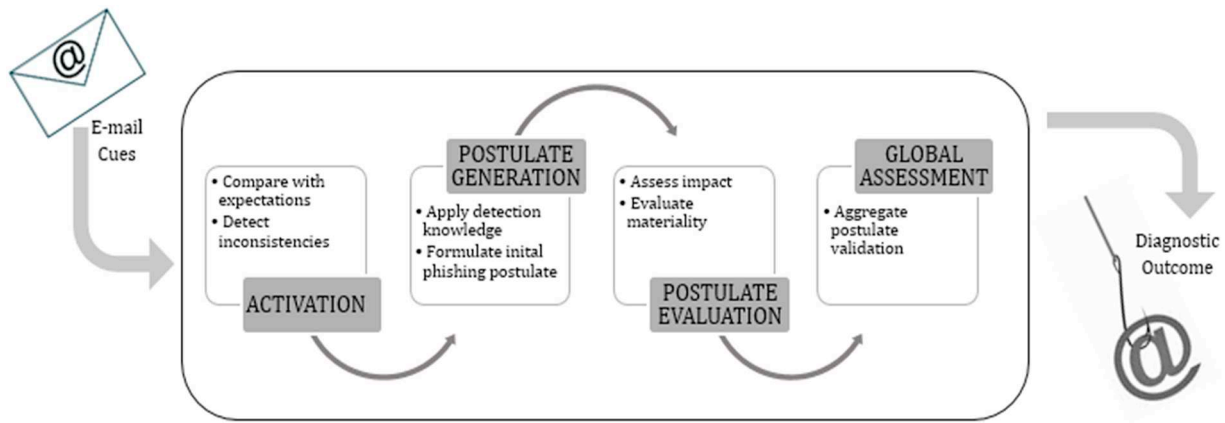 @
E-mail
Cues
• Compare with
expectations
• Detect
inconsistencies
ACTIVATION
POSTULATE
GENERATION
• Apply detection
knowledge
• Formulate inital
phishing postulate
• Assess impact
• Evaluate
materiality
POSTULATE
EVALUATION
GLOBAL
ASSESSMENT
• Aggregate
postulate
validation
Diagnostic
Outcome
@